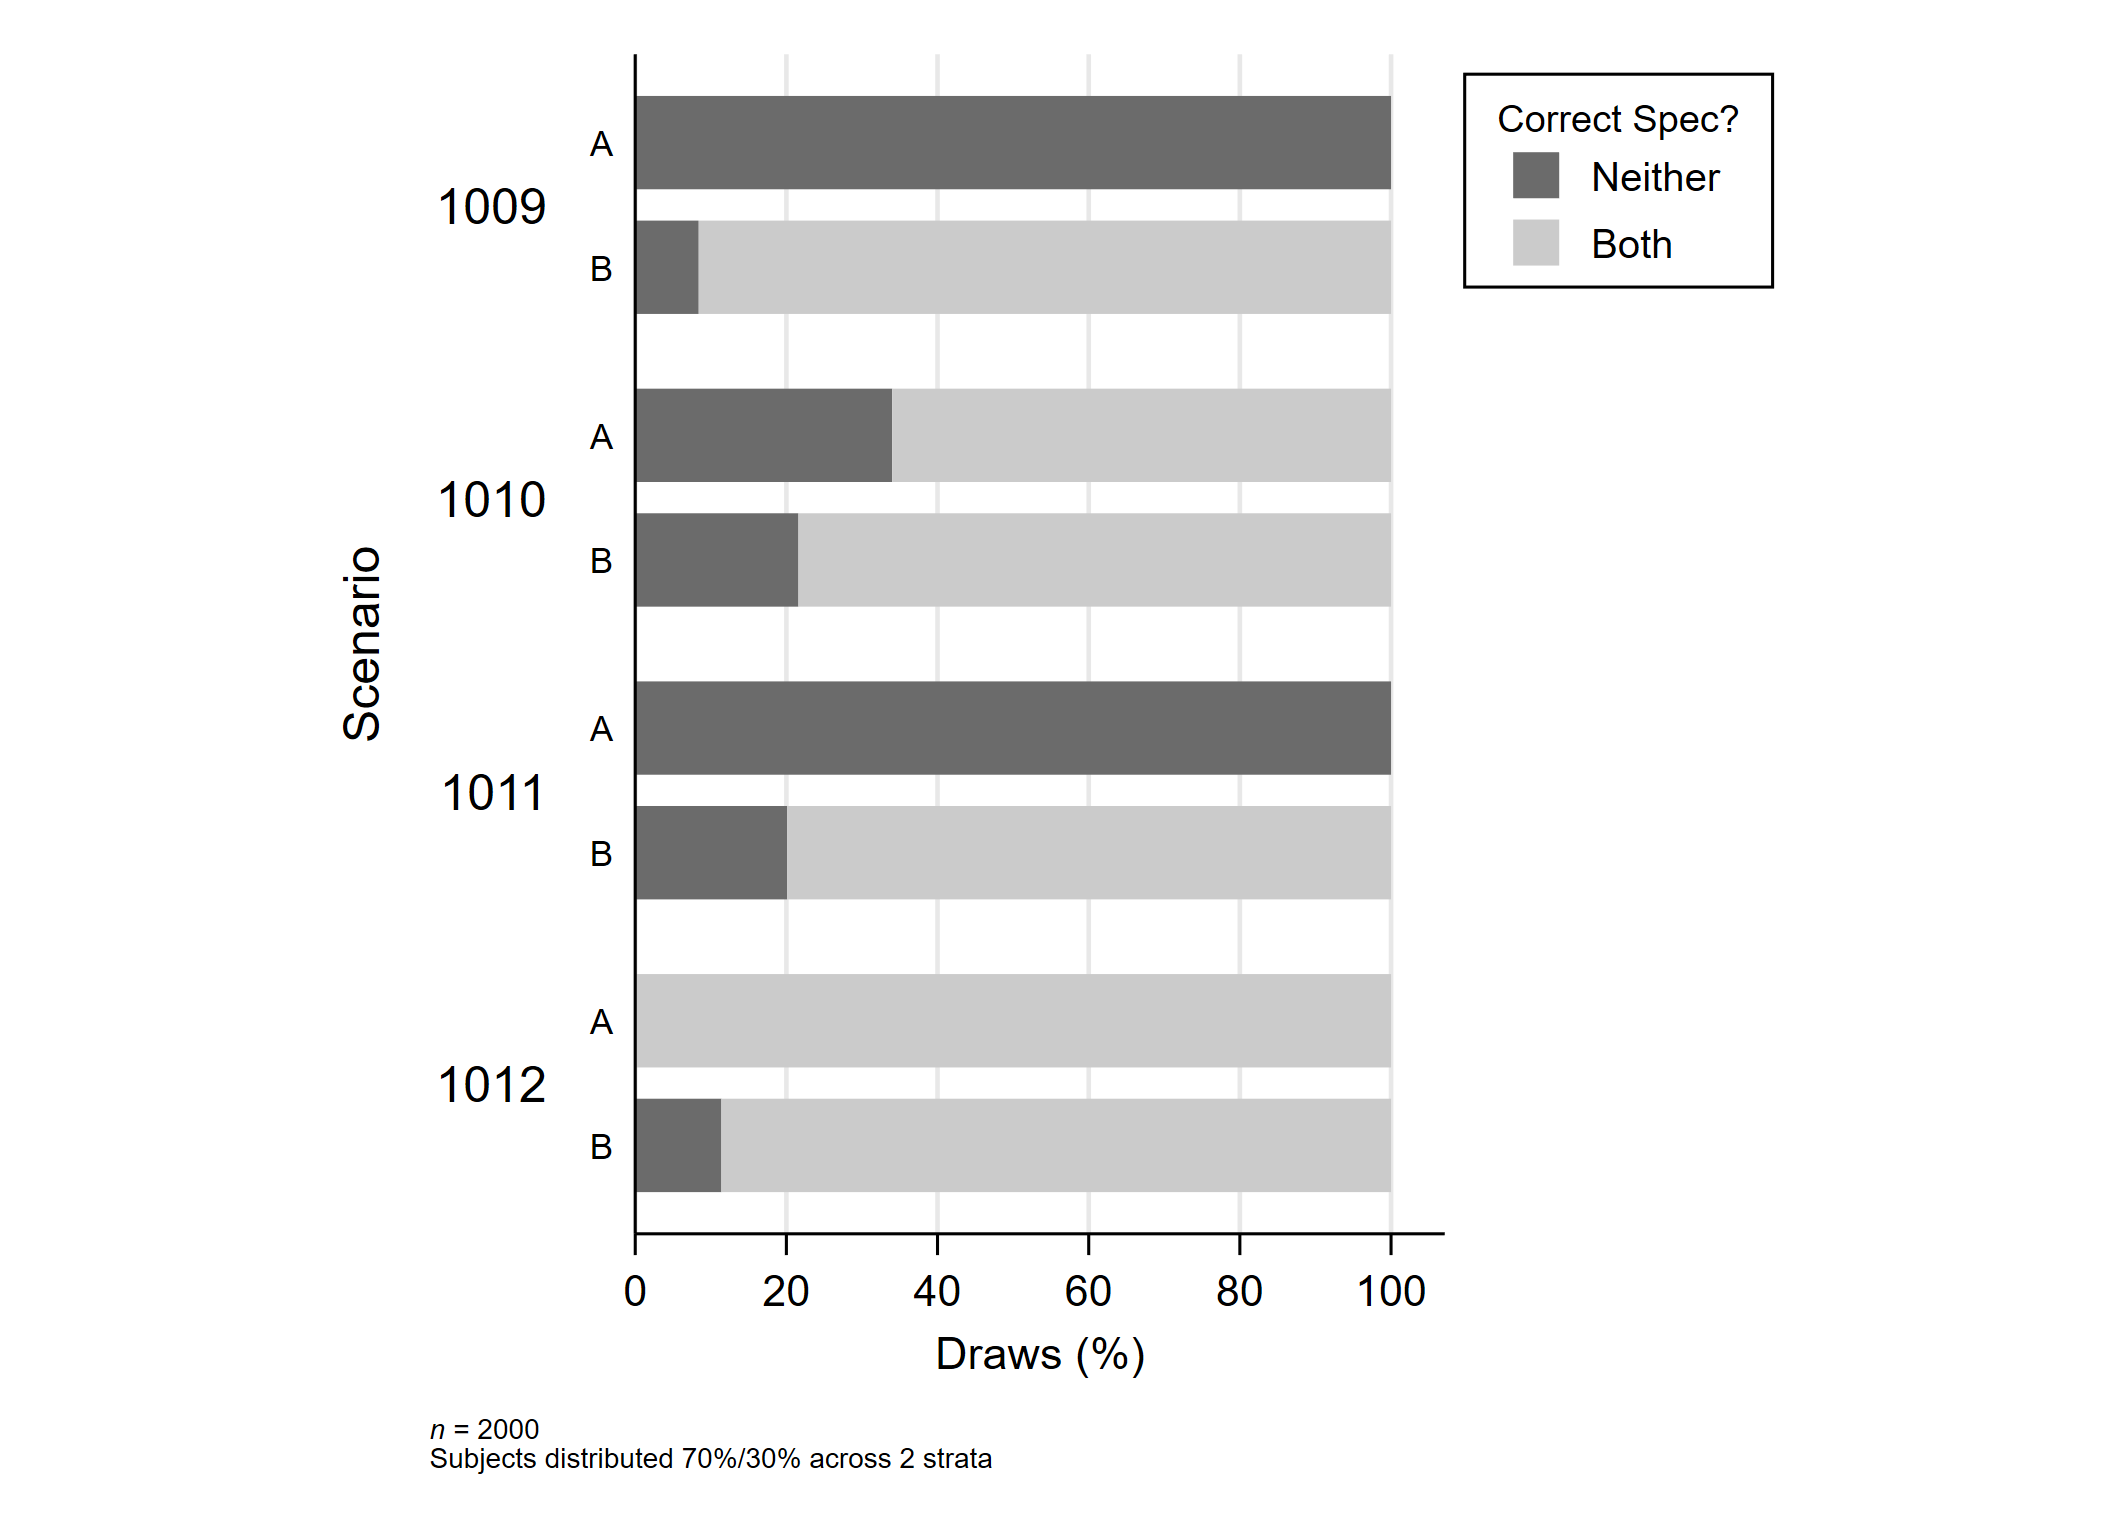 Correct Spec?
Neither
Both
Scenario
1009
A
B
1010
A
B
1011
A
B
1012
A
B
0 20 40 60 80 100
Draws (%)
n = 2000
Subjects distributed 70%/30% across 2 strata